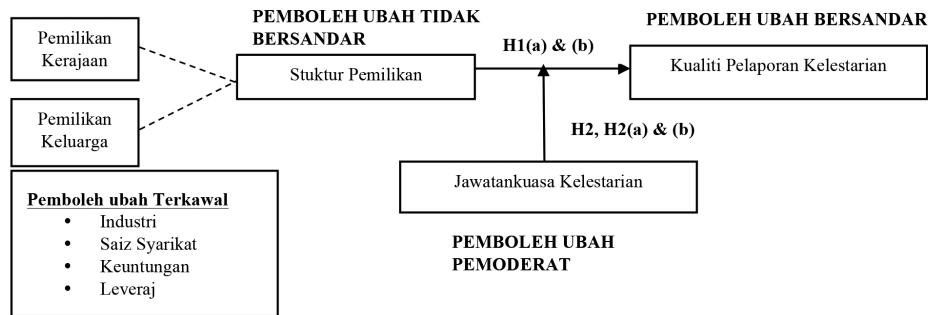 PEMBOLEH UBAH TIDAK
BERSANDAR
PEMBOLEH UBAH BERSANDAR
Pemilikan
Kerajaan
H1(a) & (b)
Stuktur Pemilikan
Kualiti Pelaporan Kelestarian
Pemilikan
Keluarga
H2, H2(a) & (b)
Jawatankuasa Kelestarian
Pemboleh ubah Terkawal
• Industri
• Saiz Syarikat
• Keuntungan
• Leveraj
PEMBOLEH UBAH
PEMODERAT